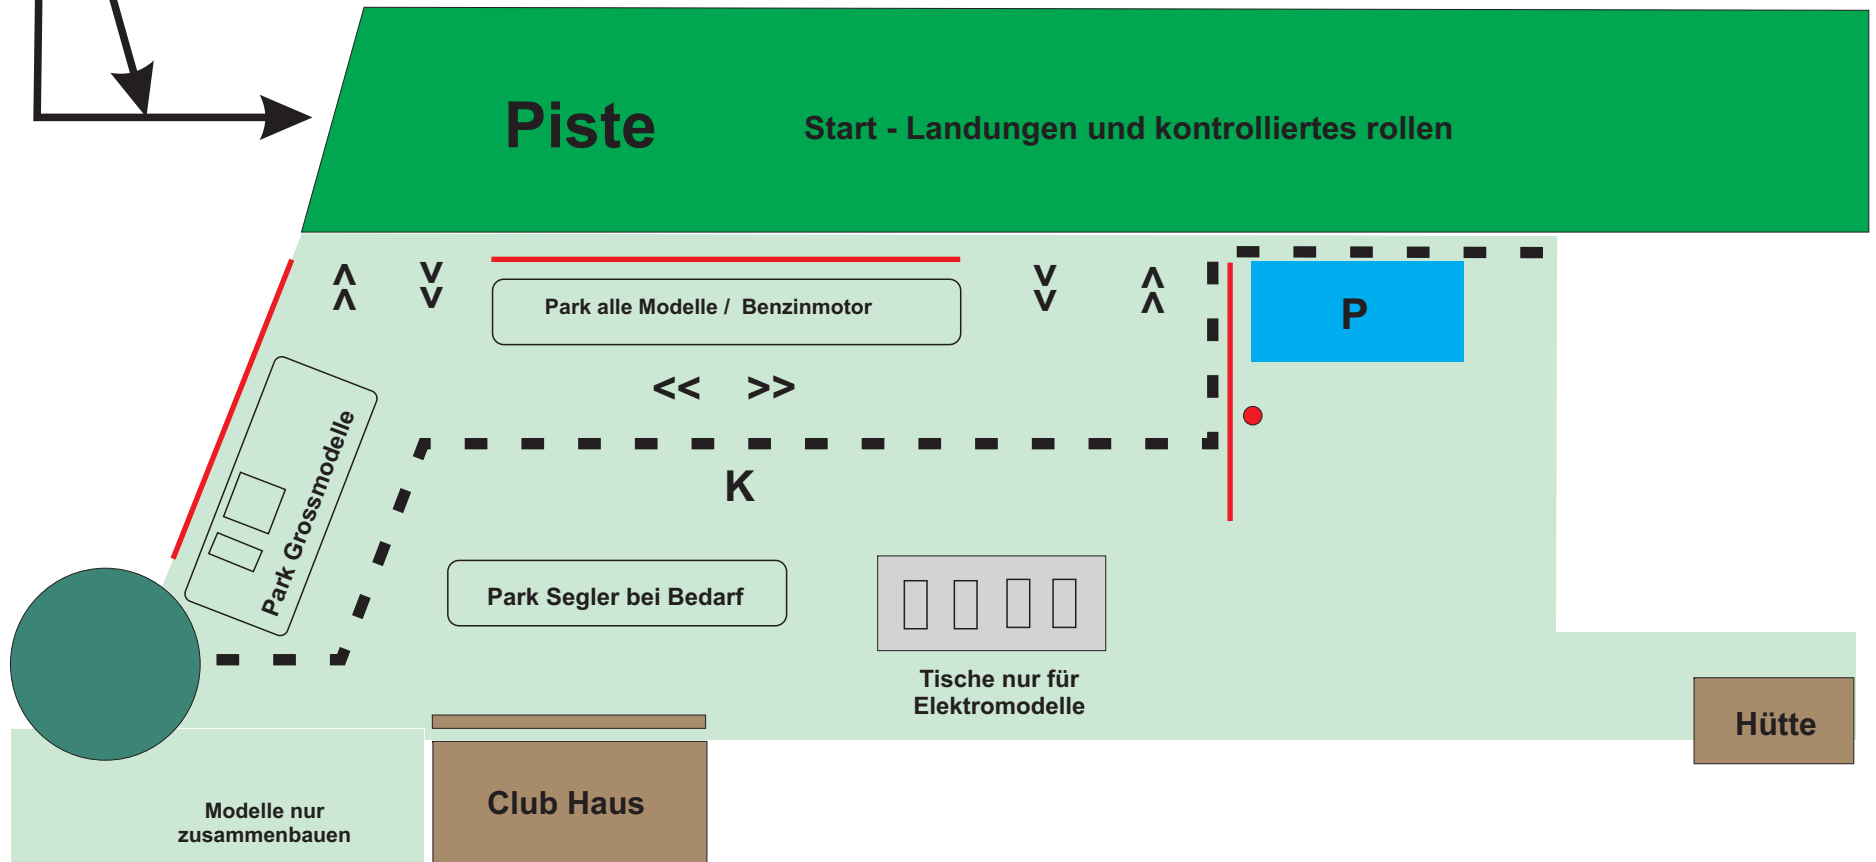 Piste
Start - Landungen und kontrolliertes rollen
Park alle Modelle / Benzinmotor
P
<< >>
K
Park Grossmodelle
Park Segler bei Bedarf
Tische nur für
Elektromodelle
Hütte
Club Haus
Modelle nur
zusammenbauen